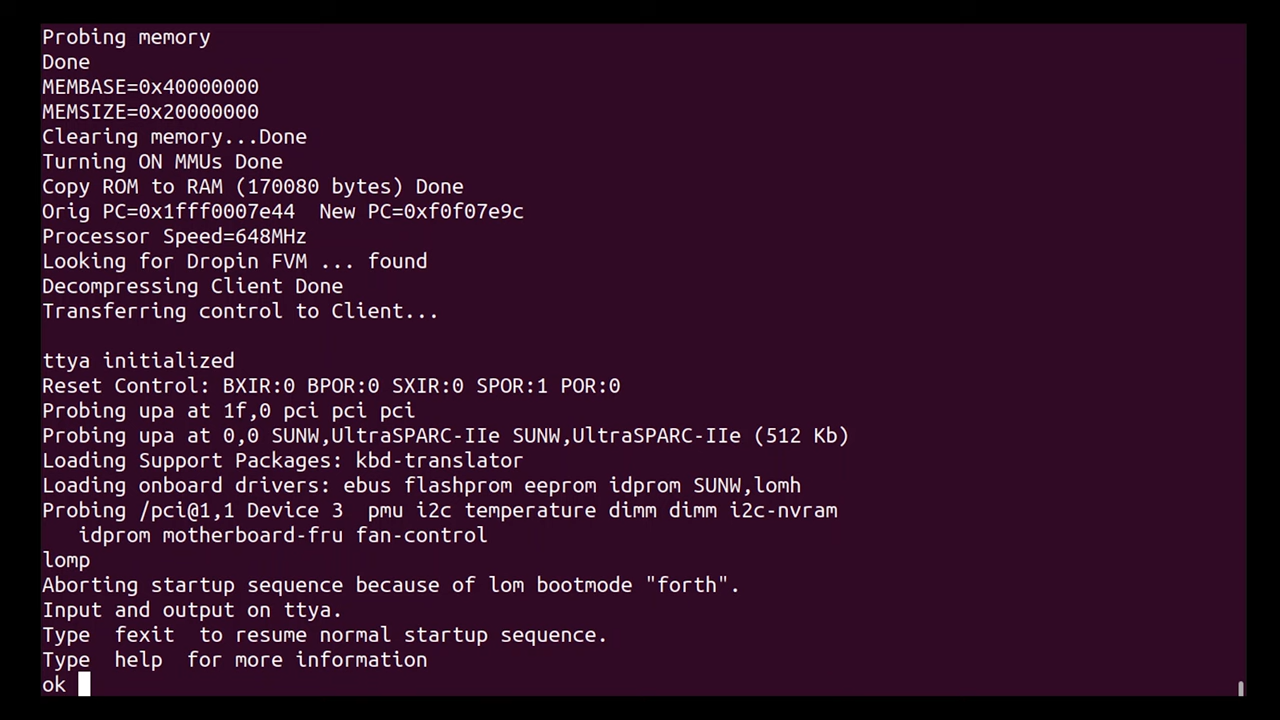 Probing memory
Done
MEMBASE=0x40000000
MEMSIZE=0x20000000
Clearing memory...Done
Turning ON MMUs Done
Copy ROM to RAM (170080 bytes) Done
Orig PC=0x1fff0007e44  New PC=0xf0f07e9c
Processor Speed=648MHz
Looking for Dropin FVM ... found
Decompressing Client Done
Transferring control to Client...

ttya initialized
Reset Control: BXIR:0 BPOR:0 SXIR:0 SPOR:1 POR:0
Probing upa at 1f,0 pci pci pci
Probing upa at 0,0 SUNW,UltraSPARC-IIe SUNW,UltraSPARC-IIe (512 Kb)
Loading Support Packages: kbd-translator
Loading onboard drivers: ebus flashprom eeprom idprom SUNW,lomh
Probing /pci@1,1 Device 3  pmu i2c temperature dimm dimm i2c-nvram
   idprom motherboard-fru fan-control
lomp
Aborting startup sequence because of lom bootmode "forth".
Input and output on ttya.
Type  fexit  to resume normal startup sequence.
Type  help  for more information
ok